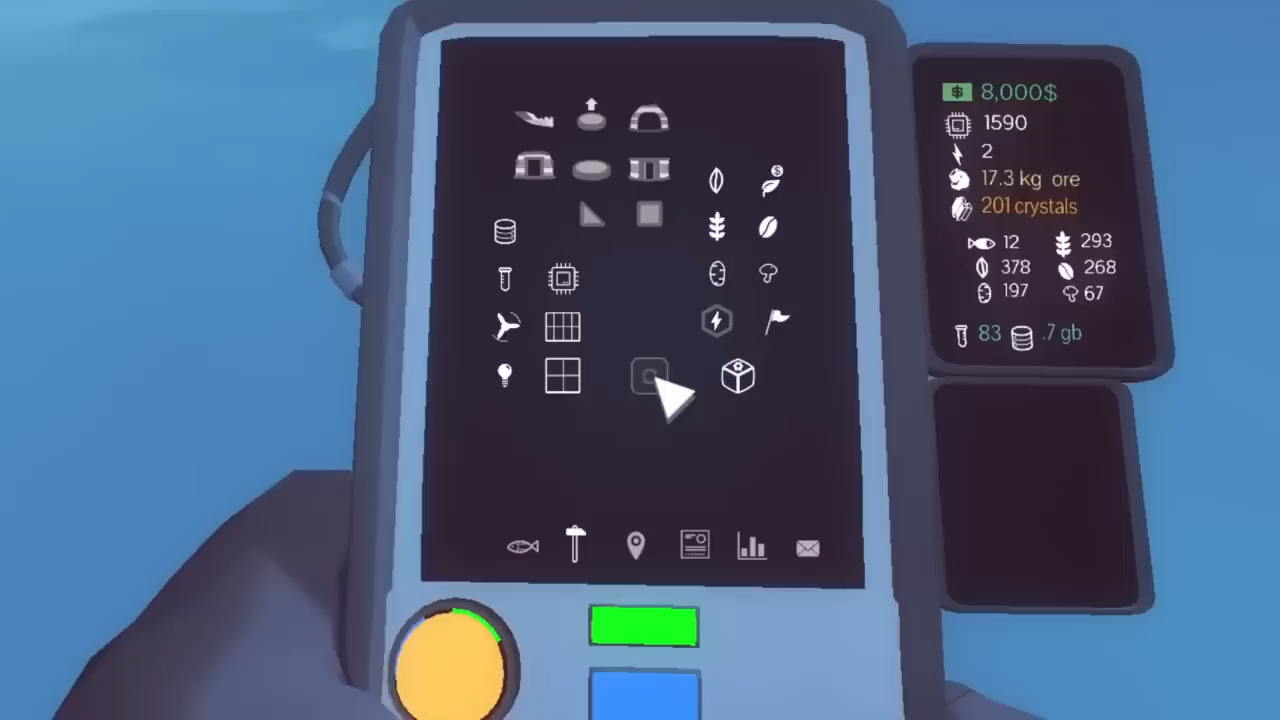 8,000$
1590
2
17.3 kg ore
201 crystals
12 293
378 268
197 67
83 .7 gb